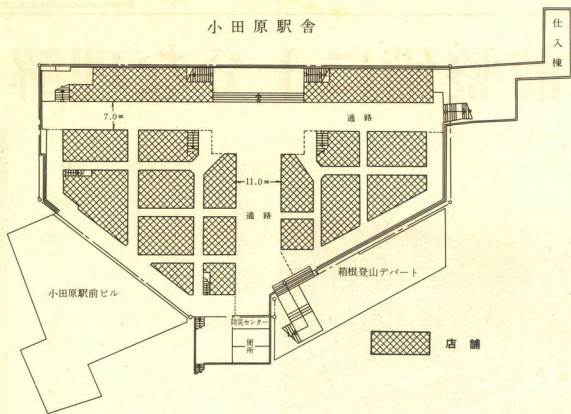 小田原駅舎
仕入棟
7.0m
通路
11.0m
通路
小田原駅前ビル
箱根登山デパート
防災センター
便所
店舗